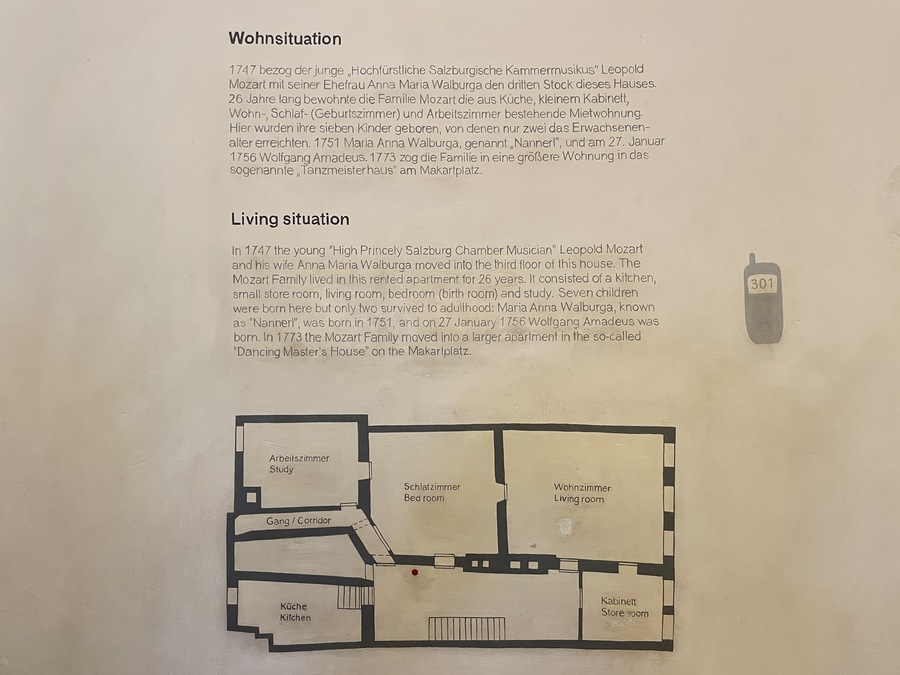 Wohnsituation
1747 bezog der junge „Hochfürstliche Salzburgische Kammermusikus" Leopold
Mozart mit seiner Ehefrau Anna Maria Walburga den dritten Stock dieses Hauses.
26 Jahre lang bewohnte die Familie Mozart die aus Küche, kleinem Kabinett,
Wohn-, Schlaf- (Geburtszimmer) und Arbeitszimmer bestehende Mietwohnung.
Hier wurden ihre sieben Kinder geboren, von denen nur zwei das Erwachsenen-
alter erreichten. 1751 Maria Anna Walburga, genannt „Nannerl", und am 27. Januar
1756 Wolfgang Amadeus. 1773 zog die Familie in eine größere Wohnung in das
sogenannte „Tanzmeisterhaus" am Makartplatz.
Living situation
In 1747 the young "High Princely Salzburg Chamber Musician" Leopold Mozart
and his wife Anna Maria Walburga moved into the third floor of this house. The
Mozart Family lived in this rented apartment for 26 years. It consisted of a kitchen,
small store room, living room, bedroom (birth room) and study. Seven children
were born here but only two survived to adulthood: Maria Anna Walburga, known
as "Nannerl", was born in 1751, and on 27 January 1756 Wolfgang Amadeus was
born. In 1773 the Mozart Family moved into a larger apartment in the so-called
"Dancing Master's House" on the Makartplatz.
301
Arbeitszimmer
Study
Schlafzimmer
Bed room
Wohnzimmer
Living room
Gang / Corridor
Küche
Kitchen
Kabinett
Store room